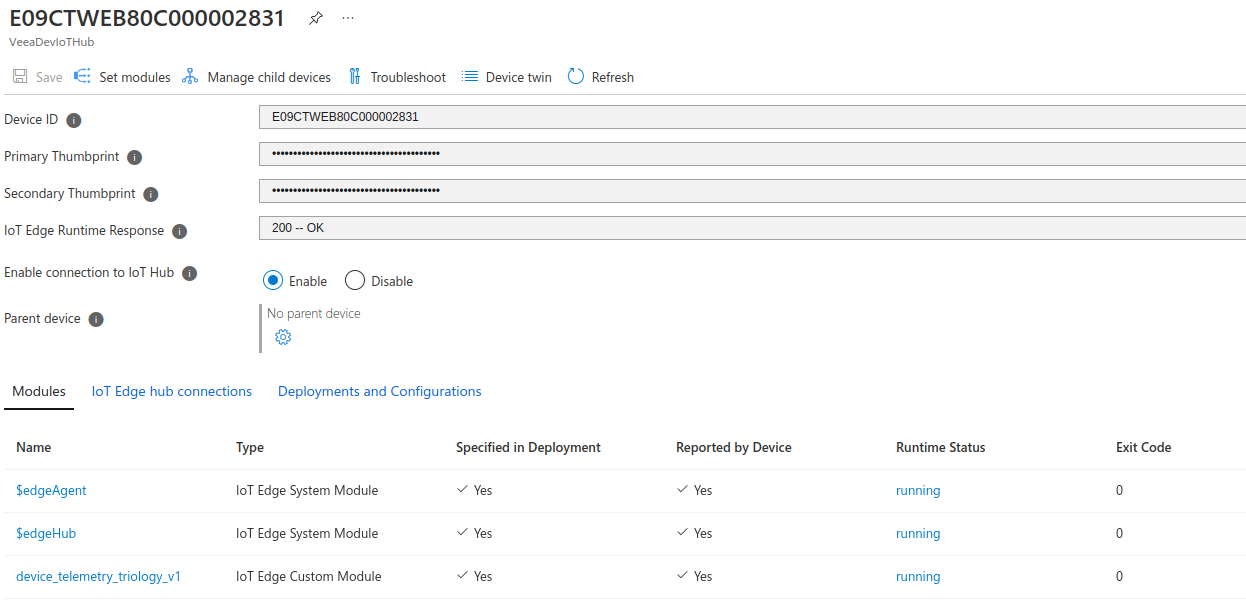 E09CTWEB80C000002831
VeeaDevIoTHub
Save Set modules Manage child devices Troubleshoot Device twin Refresh
Device ID E09CTWEB80C000002831
Primary Thumbprint ••••••••••••••••••••••••••••••••••••••••
Secondary Thumbprint ••••••••••••••••••••••••••••••••••••••••
IoT Edge Runtime Response 200 -- OK
Enable connection to IoT Hub Enable Disable
Parent device No parent device
Modules IoT Edge hub connections Deployments and Configurations
Name Type Specified in Deployment Reported by Device Runtime Status Exit Code
$edgeAgent IoT Edge System Module Yes Yes running 0
$edgeHub IoT Edge System Module Yes Yes running 0
device_telemetry_triology_v1 IoT Edge Custom Module Yes Yes running 0